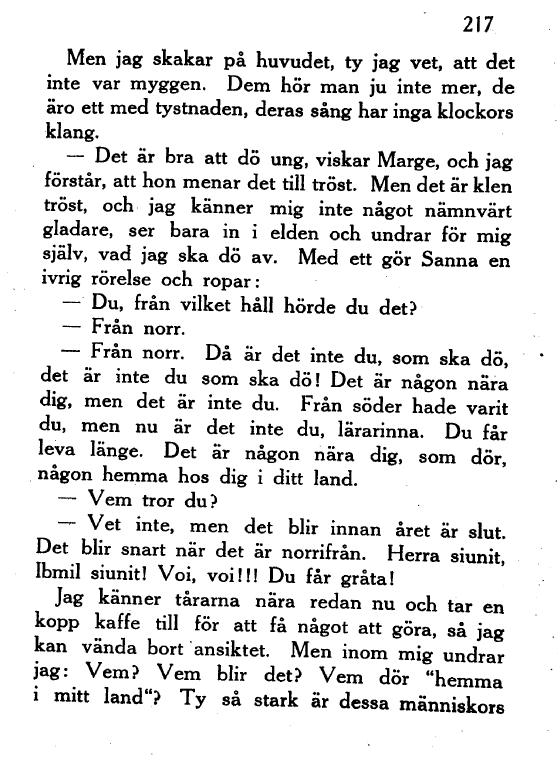 217
Men jag skakar på huvudet, ty jag vet, att det
inte var myggen. Dem hör man ju inte mer, de
äro ett med tystnaden, deras sång har inga klockors
klang.
— Det är bra att dö ung, viskar Marge, och jag
förstår, att hon menar det till tröst. Men det är klen
tröst, och jag känner mig inte något nämnvärt
gladare, ser bara in i elden och undrar för mig
själv, vad jag ska dö av. Med ett gör Sanna en
ivrig rörelse och ropar:
— Du, från vilket håll hörde du det?
— Från norr.
— Från norr. Då är det inte du, som ska dö,
det är inte du som ska dö! Det är någon nära
dig, men det är inte du. Från söder hade varit
du, men nu är det inte du, lärarinna. Du får
leva länge. Det är någon nära dig, som dör,
någon hemma hos dig i ditt land.
— Vem tror du?
— Vet inte, men det blir innan året är slut.
Det blir snart när det är norrifrån. Herra siunit,
Ibmil siunit! Voi, voi!!! Du får gråta!
Jag känner tårarna nära redan nu och tar en
kopp kaffe till för att få något att göra, så jag
kan vända bort ansiktet. Men inom mig undrar
jag: Vem? Vem blir det? Vem dör "hemma
i mitt land"? Ty så stark är dessa människors